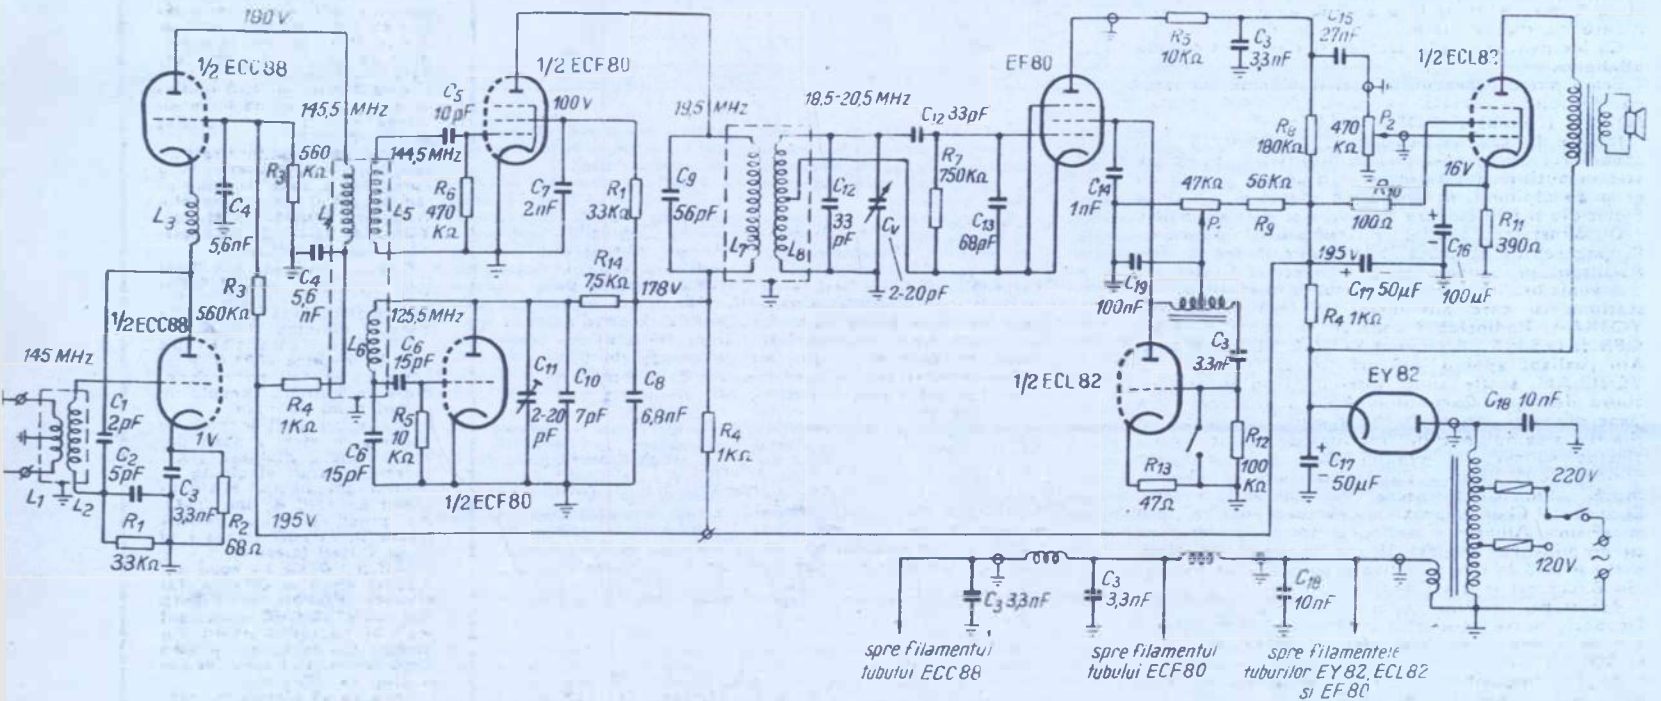 180 V
1/2 ECC88
L3
C4
5,6nF
R3
560
KΩ
145,5 MHz
L4
L5
C4
5,6
nF
R3
560KΩ
1/2 ECC88
145 MHz
L1
L2
C1
2pF
C2
5pF
R1
33KΩ
1V
C3
3,3nF
R2
68Ω
195V
R4
1KΩ
C5
10pF
144,5MHz
R6
470
KΩ
1/2 ECF80
100V
C7
2nF
R1
33KΩ
R14
7,5KΩ
178V
125,5MHz
L6
C6
15pF
C6
15pF
R5
10
KΩ
1/2 ECF80
C11
2-20
pF
C10
7pF
C8
6,8nF
R4
1KΩ
C9
56pF
19,5 MHz
L7
L8
18,5-20,5MHz
C12
33
pF
Cv
2-20pF
C12 33pF
R7
750KΩ
C13
68pF
EF80
C14
1nF
R5
10KΩ
C3
3,3nF
C15
27nF
R8
180KΩ
470
KΩ
P2
47KΩ
P1
56KΩ
R9
R10
100Ω
C19
100nF
1/2 ECL82
C3
3,3nF
R12
100
KΩ
R13
47Ω
1/2 ECL82
16V
C16
100µF
R11
390Ω
195V
C17 50µF
R4 1KΩ
EY 82
C17
50µF
C18 10nF
220V
120V
C3 3,3nF
C3
3,3nF
C18
10nF
spre filamentul
tubului ECC88
spre filamentul
tubului ECF80
spre filamentele
tuburilor EY82, ECL82
si EF80